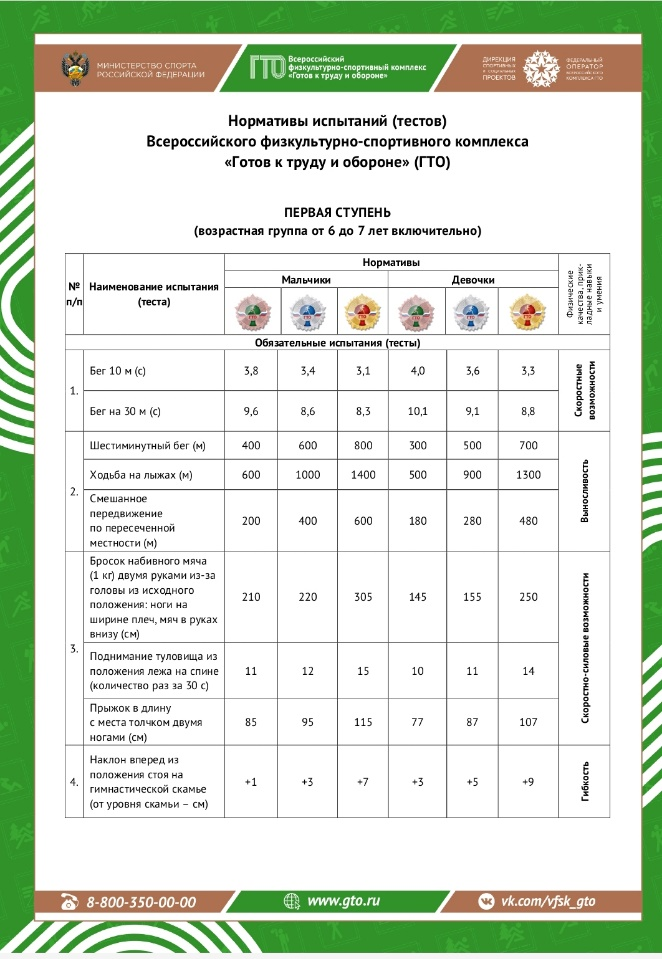 МИНИСТЕРСТВО СПОРТА
РОССИЙСКОЙ ФЕДЕРАЦИИ
ГТО
Всероссийский
физкультурно-спортивный комплекс
«Готов к труду и обороне»
ДИРЕКЦИЯ
СПОРТИВНЫХ
И СОЦИАЛЬНЫХ
ПРОЕКТОВ
ФЕДЕРАЛЬНЫЙ
ОПЕРАТОР
ВСЕРОССИЙСКОГО
КОМПЛЕКСА ГТО
Нормативы испытаний (тестов)
Всероссийского физкультурно-спортивного комплекса
«Готов к труду и обороне» (ГТО)
ПЕРВАЯ СТУПЕНЬ
(возрастная группа от 6 до 7 лет включительно)
№
п/п
Наименование испытания
(теста)
Нормативы
Мальчики Девочки
Физические
качества, прик-
ладные навыки
и умения
ГТО ГТО ГТО ГТО ГТО ГТО
Обязательные испытания (тесты)
1.
Бег 10 м (с) 3,8 3,4 3,1 4,0 3,6 3,3
Бег на 30 м (с) 9,6 8,6 8,3 10,1 9,1 8,8
Скоростные
возможности
2.
Шестиминутный бег (м) 400 600 800 300 500 700
Ходьба на лыжах (м) 600 1000 1400 500 900 1300
Смешанное
передвижение
по пересеченной
местности (м)
200 400 600 180 280 480
Выносливость
3.
Бросок набивного мяча
(1 кг) двумя руками из-за
головы из исходного
положения: ноги на
ширине плеч, мяч в руках
внизу (см)
210 220 305 145 155 250
Поднимание туловища из
положения лежа на спине
(количество раз за 30 с)
11 12 15 10 11 14
Прыжок в длину
с места толчком двумя
ногами (см)
85 95 115 77 87 107
Скоростно-силовые возможности
4.
Наклон вперед из
положения стоя на
гимнастической скамье
(от уровня скамьи – см)
+1 +3 +7 +3 +5 +9
Гибкость
8-800-350-00-00
www.gto.ru
vk.com/vfsk_gto